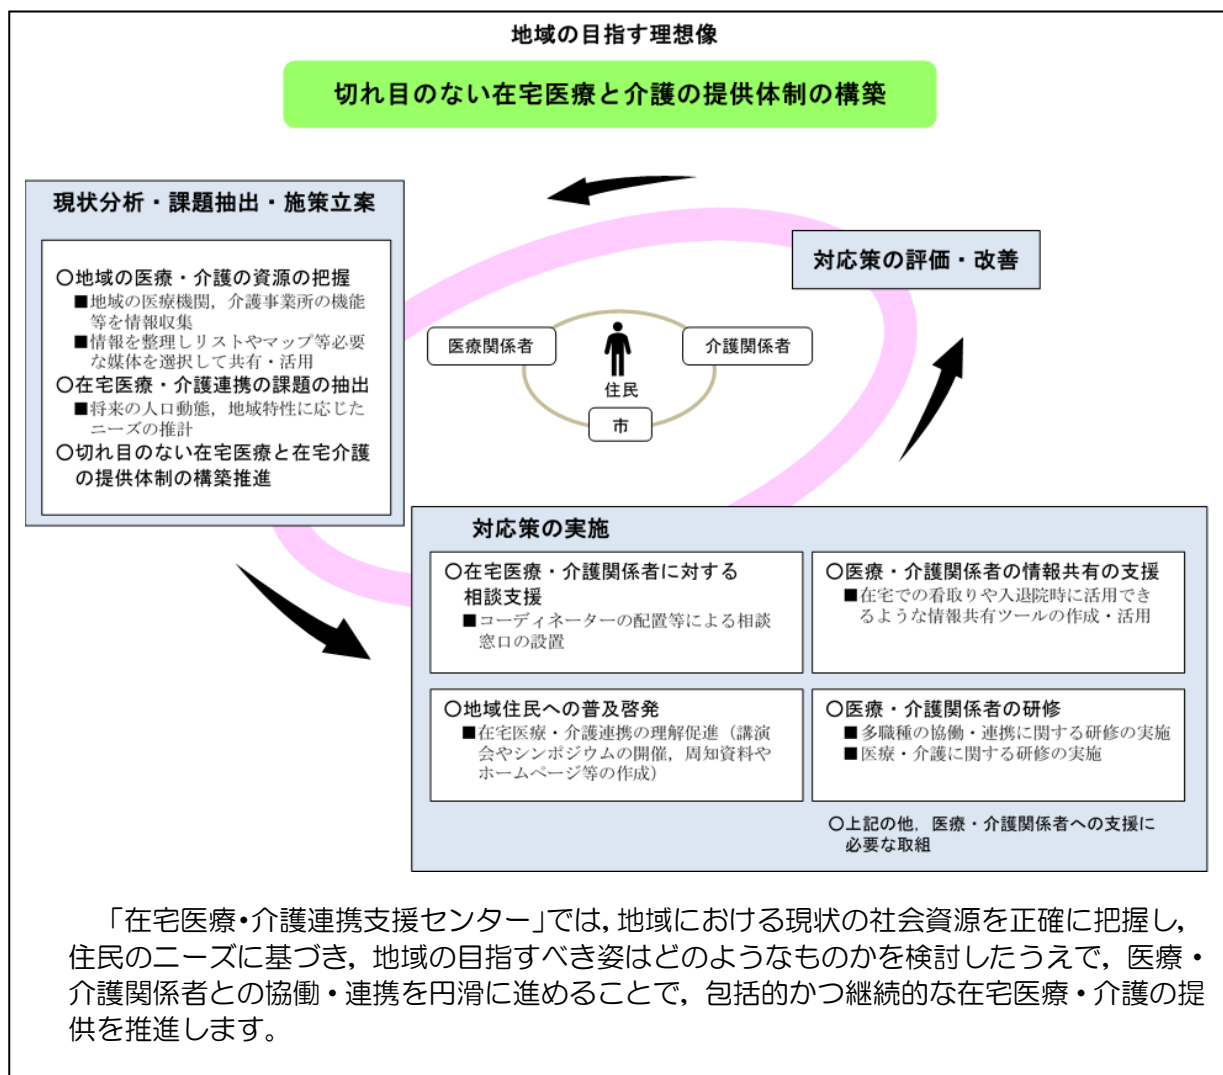 地域の目指す理想像
切れ目のない在宅医療と介護の提供体制の構築
現状分析・課題抽出・施策立案
○地域の医療・介護の資源の把握
■地域の医療機関，介護事業所の機能
等を情報収集
■情報を整理しリストやマップ等必要
な媒体を選択して共有・活用
○在宅医療・介護連携の課題の抽出
■将来の人口動態，地域特性に応じた
ニーズの推計
○切れ目のない在宅医療と在宅介護
の提供体制の構築推進
対応策の評価・改善
医療関係者
介護関係者
住民
市
対応策の実施
○在宅医療・介護関係者に対する
相談支援
■コーディネーターの配置等による相談
窓口の設置
○医療・介護関係者の情報共有の支援
■在宅での看取りや入退院時に活用でき
るような情報共有ツールの作成・活用
○地域住民への普及啓発
■在宅医療・介護連携の理解促進（講演
会やシンポジウムの開催，周知資料や
ホームページ等の作成）
○医療・介護関係者の研修
■多職種の協働・連携に関する研修の実施
■医療・介護に関する研修の実施
○上記の他，医療・介護関係者への支援に
必要な取組
「在宅医療・介護連携支援センター」では，地域における現状の社会資源を正確に把握し，
住民のニーズに基づき，地域の目指すべき姿はどのようなものかを検討したうえで，医療・
介護関係者との協働・連携を円滑に進めることで，包括的かつ継続的な在宅医療・介護の提
供を推進します。